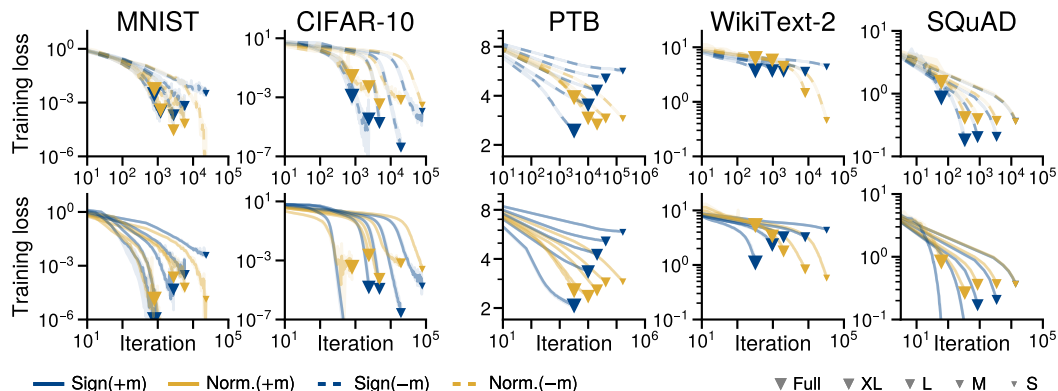 MNIST CIFAR-10 PTB WikiText-2 SQuAD
Training loss
10^0
10^-3
10^-6
10^1 10^2 10^3 10^4 10^5
10^1
10^-3
10^-7
10^1 10^2 10^3 10^4 10^5
8
4
2
10^1 10^2 10^3 10^4 10^5 10^6
10^1
10^0
10^-1
10^1 10^2 10^3 10^4 10^5
10^1
10^0
10^-1
10^1 10^2 10^3 10^4 10^5
Training loss
10^0
10^-3
10^-6
10^1 Iteration 10^5
10^1
10^-3
10^-7
10^1 Iteration 10^5
8
4
2
10^1 Iteration 10^6
10^1
10^0
10^-1
10^1 Iteration 10^5
10^1
10^0
10^-1
10^1 Iteration 10^5
Sign(+m) Norm.(+m) Sign(−m) Norm.(−m) Full XL L M S